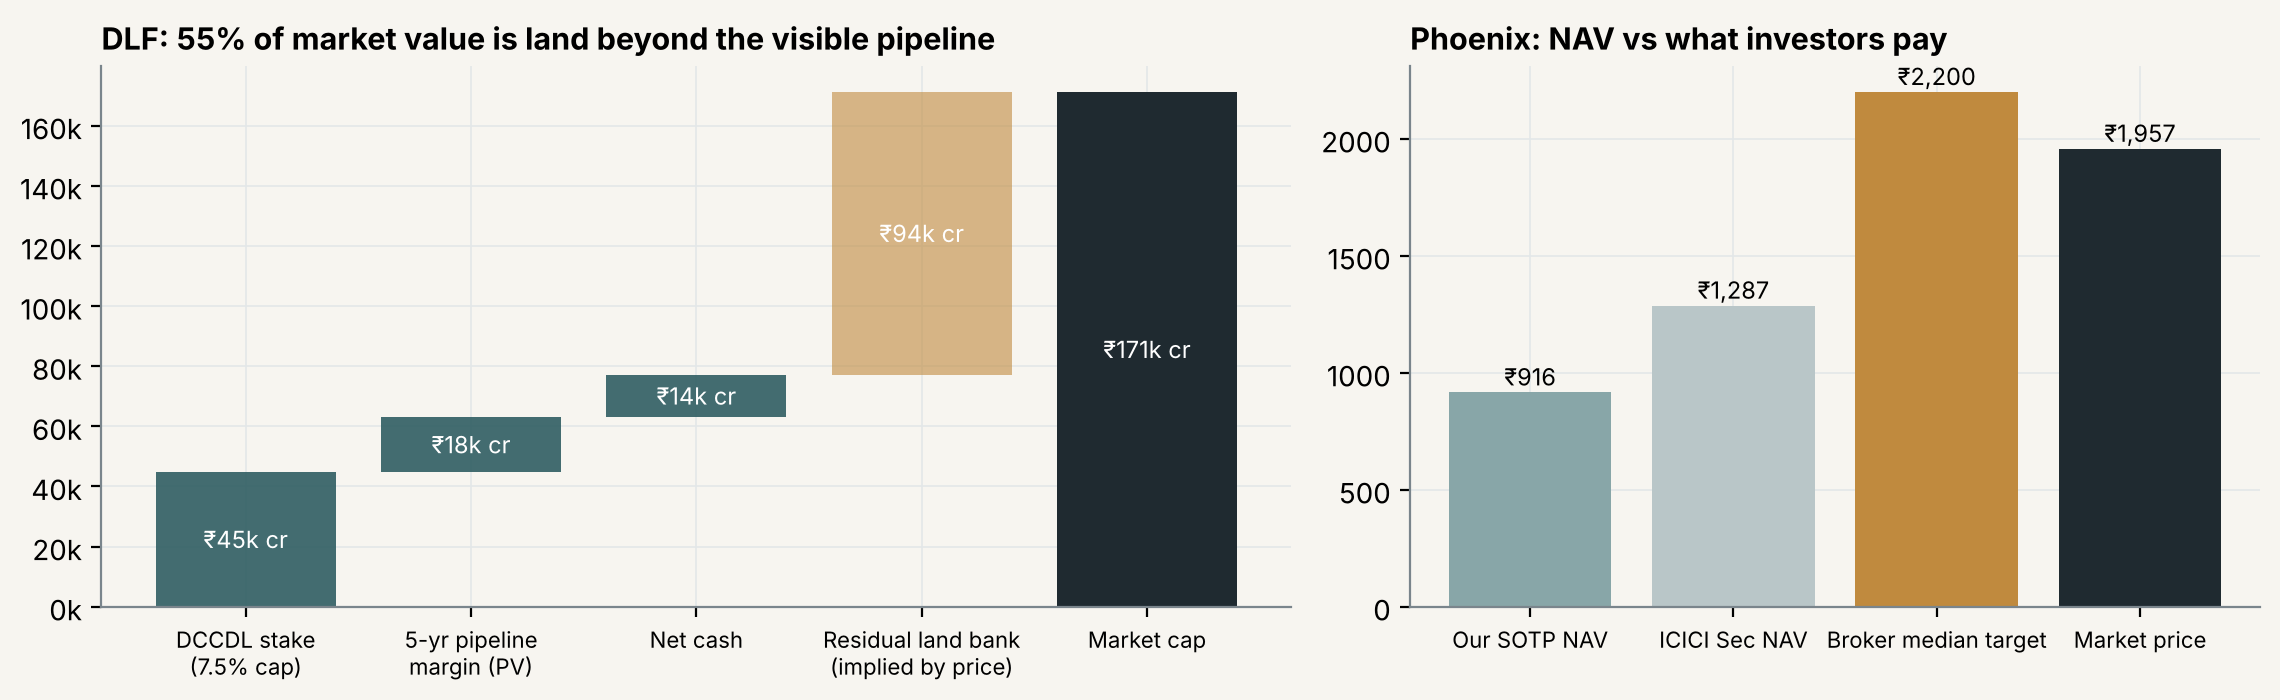 DLF: 55% of market value is land beyond the visible pipeline
160k
140k
120k
100k
80k
60k
40k
20k
0k
₹45k cr
₹18k cr
₹14k cr
₹94k cr
₹171k cr
DCCDL stake
(7.5% cap)
5-yr pipeline
margin (PV)
Net cash
Residual land bank
(implied by price)
Market cap
Phoenix: NAV vs what investors pay
2000
1500
1000
500
0
₹916
₹1,287
₹2,200
₹1,957
Our SOTP NAV
ICICI Sec NAV
Broker median target
Market price